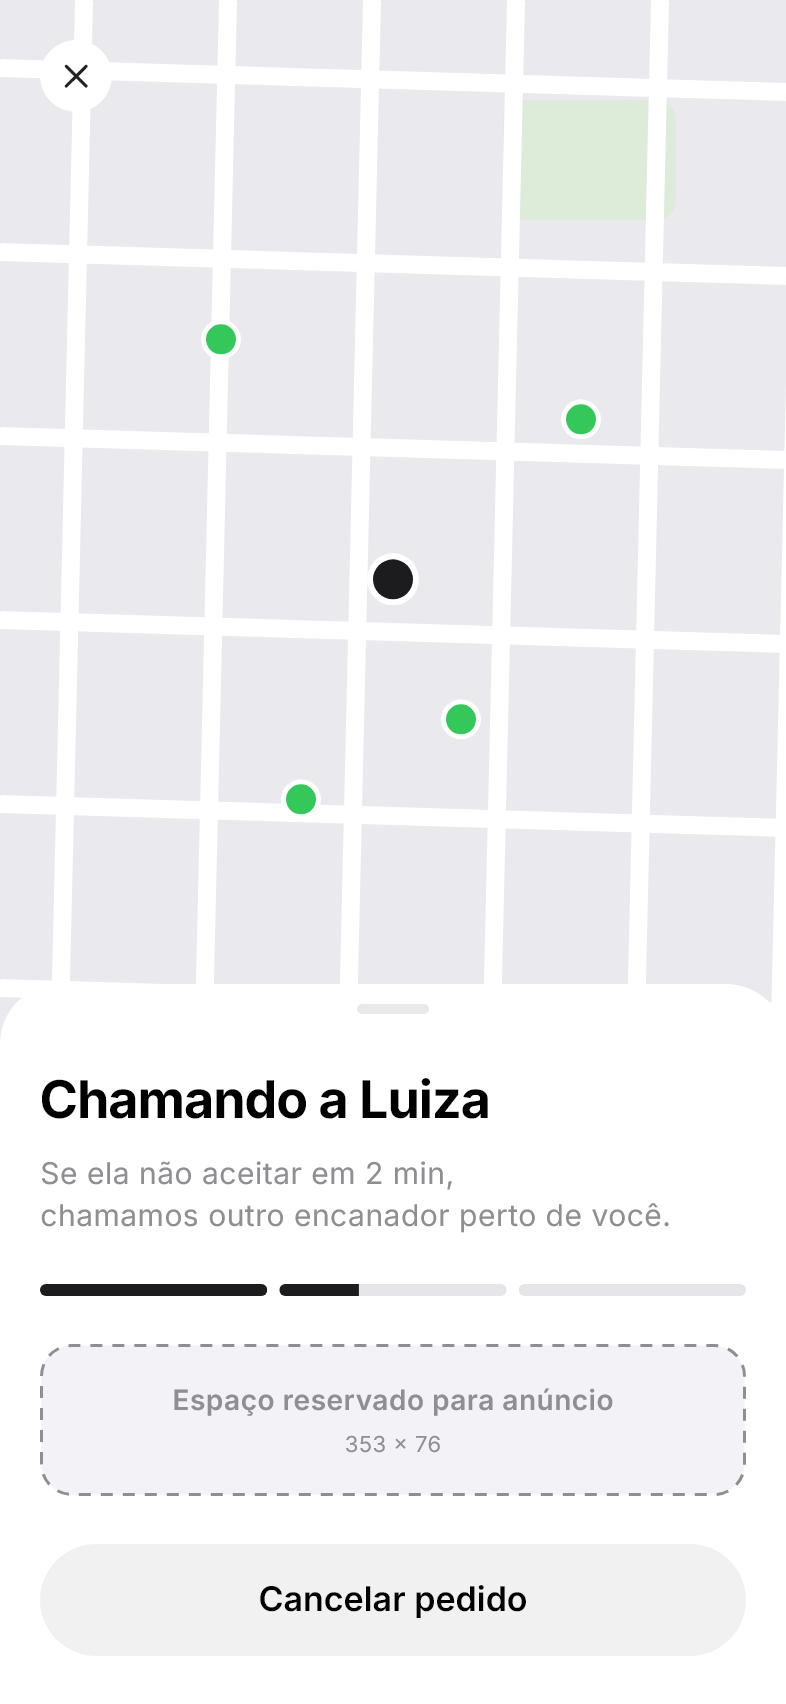 Chamando a Luiza
Se ela não aceitar em 2 min,
chamamos outro encanador perto de você.
Espaço reservado para anúncio
353 × 76
Cancelar pedido